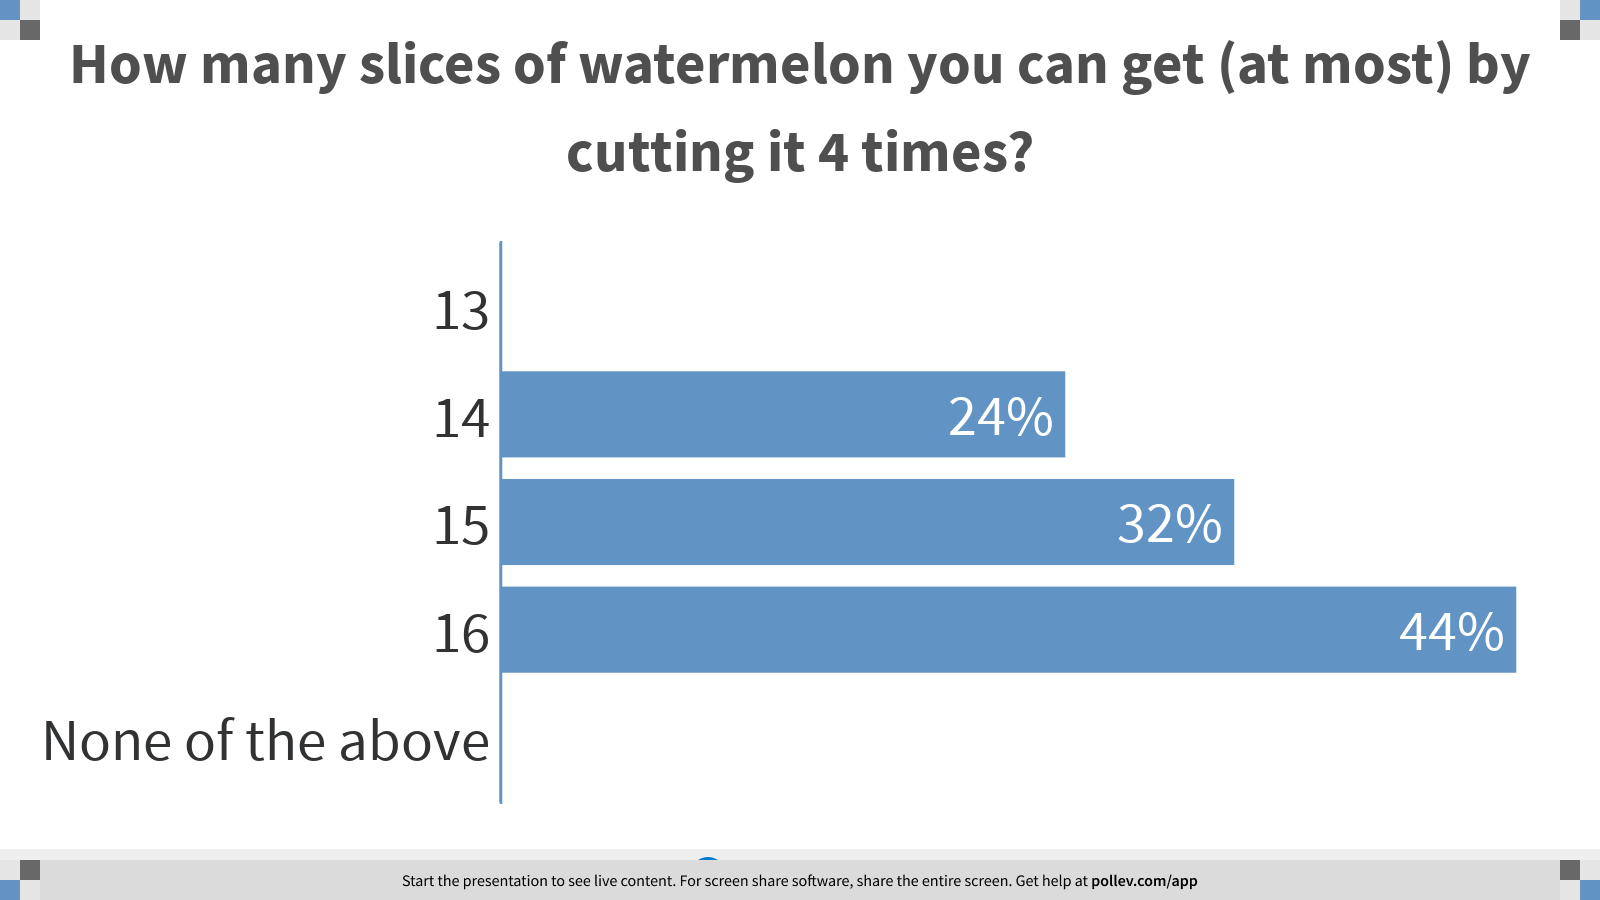 How many slices of watermelon you can get (at most) by
cutting it 4 times?
13
14
24%
15
32%
16
44%
None of the above
Start the presentation to see live content. For screen share software, share the entire screen. Get help at pollev.com/app